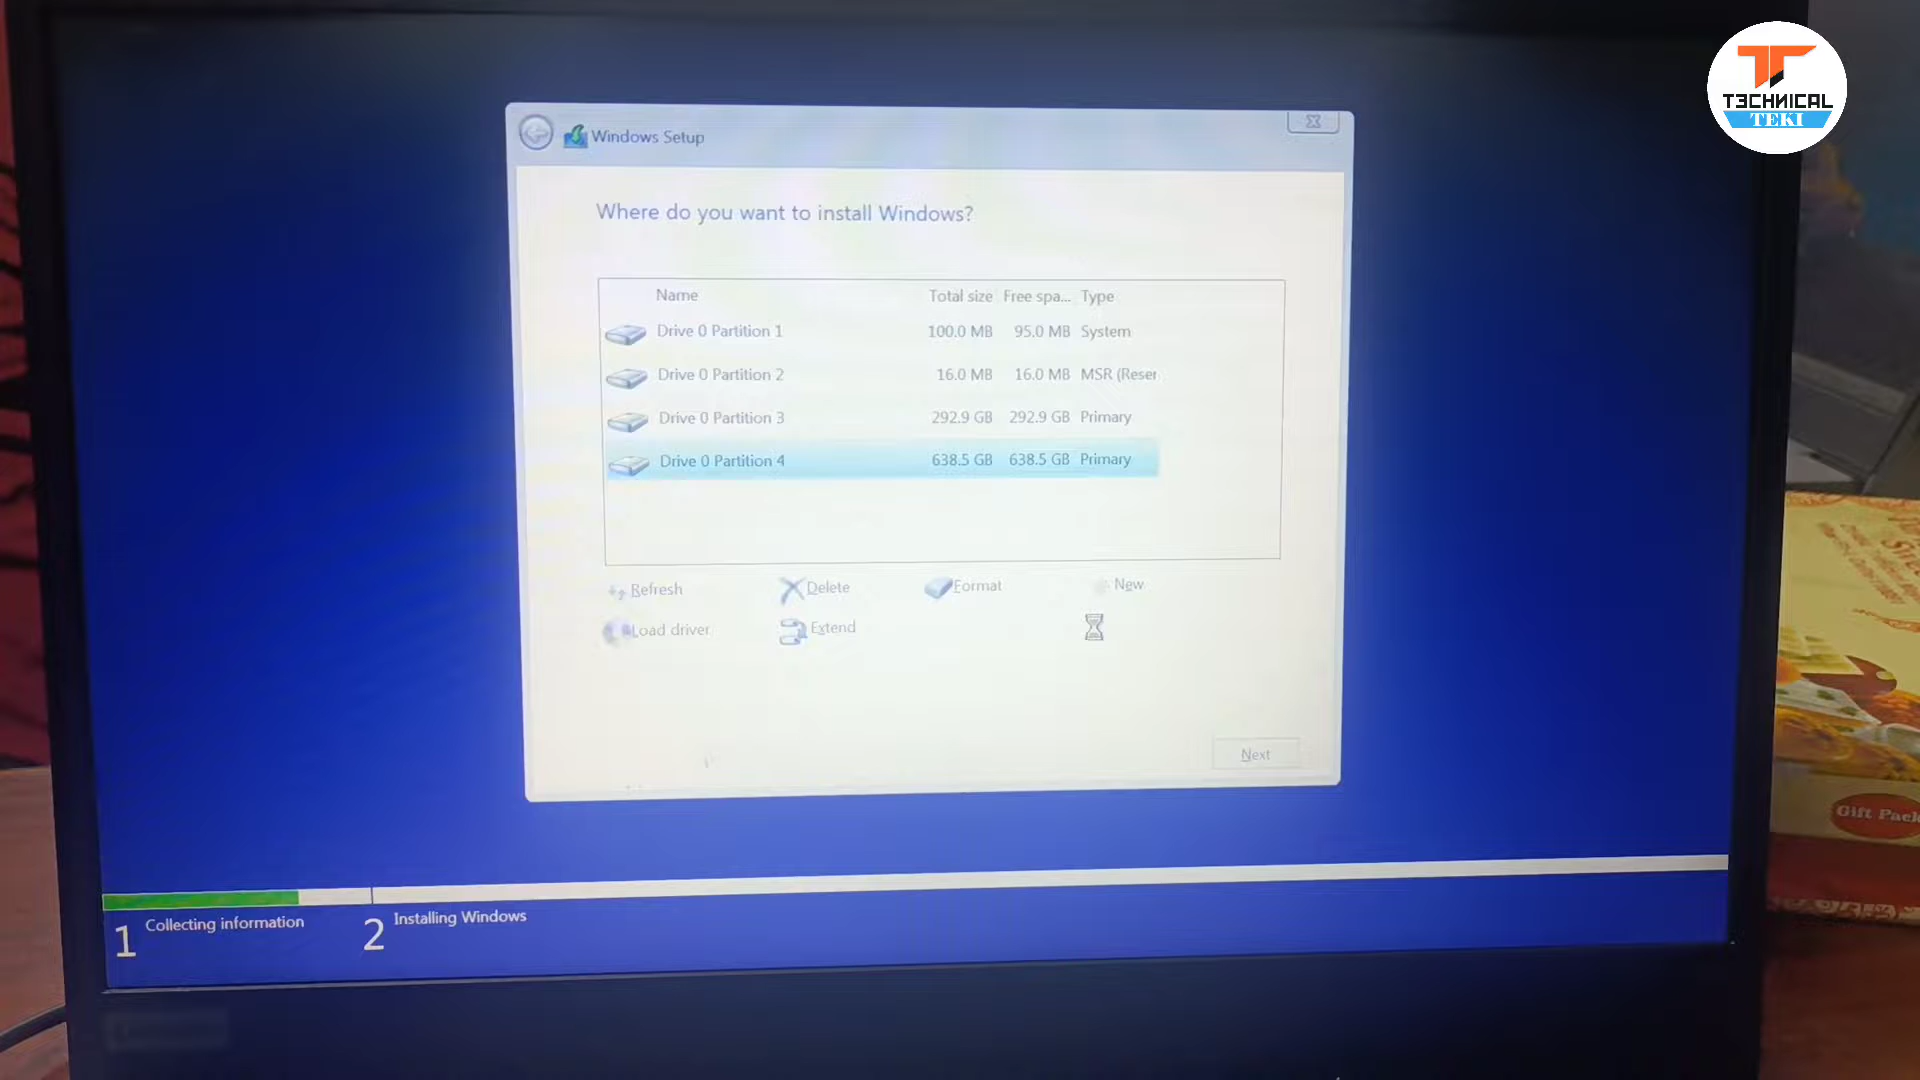 T3CHNICAL
TEKI
Windows Setup
Where do you want to install Windows?
Name Total size Free spa... Type
Drive 0 Partition 1 100.0 MB 95.0 MB System
Drive 0 Partition 2 16.0 MB 16.0 MB MSR (Reser
Drive 0 Partition 3 292.9 GB 292.9 GB Primary
Drive 0 Partition 4 638.5 GB 638.5 GB Primary
Refresh Delete Format New
Load driver Extend
Next
Gift Pack
1 Collecting information 2 Installing Windows